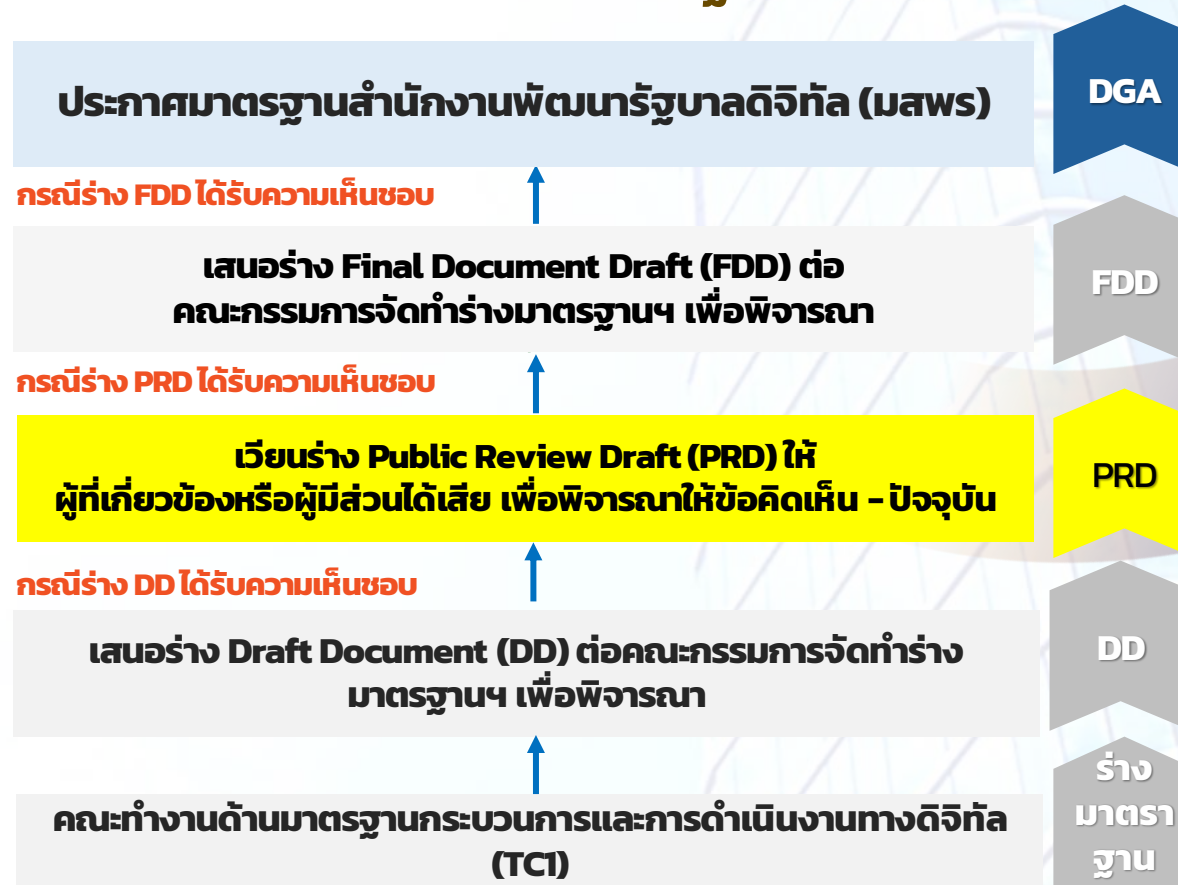 ประกาศมาตรฐานสำนักงานพัฒนารัฐบาลดิจิทัล (มสพร)
DGA
กรณีร่าง FDD ได้รับความเห็นชอบ
เสนอร่าง Final Document Draft (FDD) ต่อ
คณะกรรมการจัดทำร่างมาตรฐานฯ เพื่อพิจารณา
FDD
กรณีร่าง PRD ได้รับความเห็นชอบ
เวียนร่าง Public Review Draft (PRD) ให้
ผู้ที่เกี่ยวข้องหรือผู้มีส่วนได้เสีย เพื่อพิจารณาให้ข้อคิดเห็น - ปัจจุบัน
PRD
กรณีร่าง DD ได้รับความเห็นชอบ
เสนอร่าง Draft Document (DD) ต่อคณะกรรมการจัดทำร่าง
มาตรฐานฯ เพื่อพิจารณา
DD
คณะทำงานด้านมาตรฐานกระบวนการและการดำเนินงานทางดิจิทัล
(TC1)
ร่าง
มาตรา
ฐาน